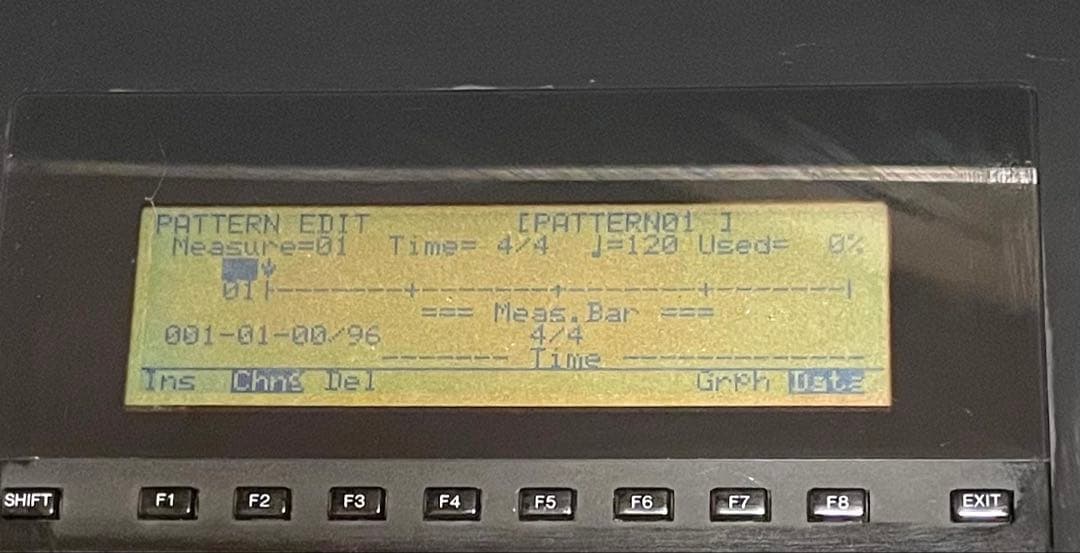 PATTERN EDIT [PATTERN01 ]
Measure=01 Time= 4/4 ♩=120 Used= 0%
01
=== Meas.Bar ===
001-01-00/96 4/4
------- Time -------------
Ins Chng Del Grph Data
SHIFT F1 F2 F3 F4 F5 F6 F7 F8 EXIT